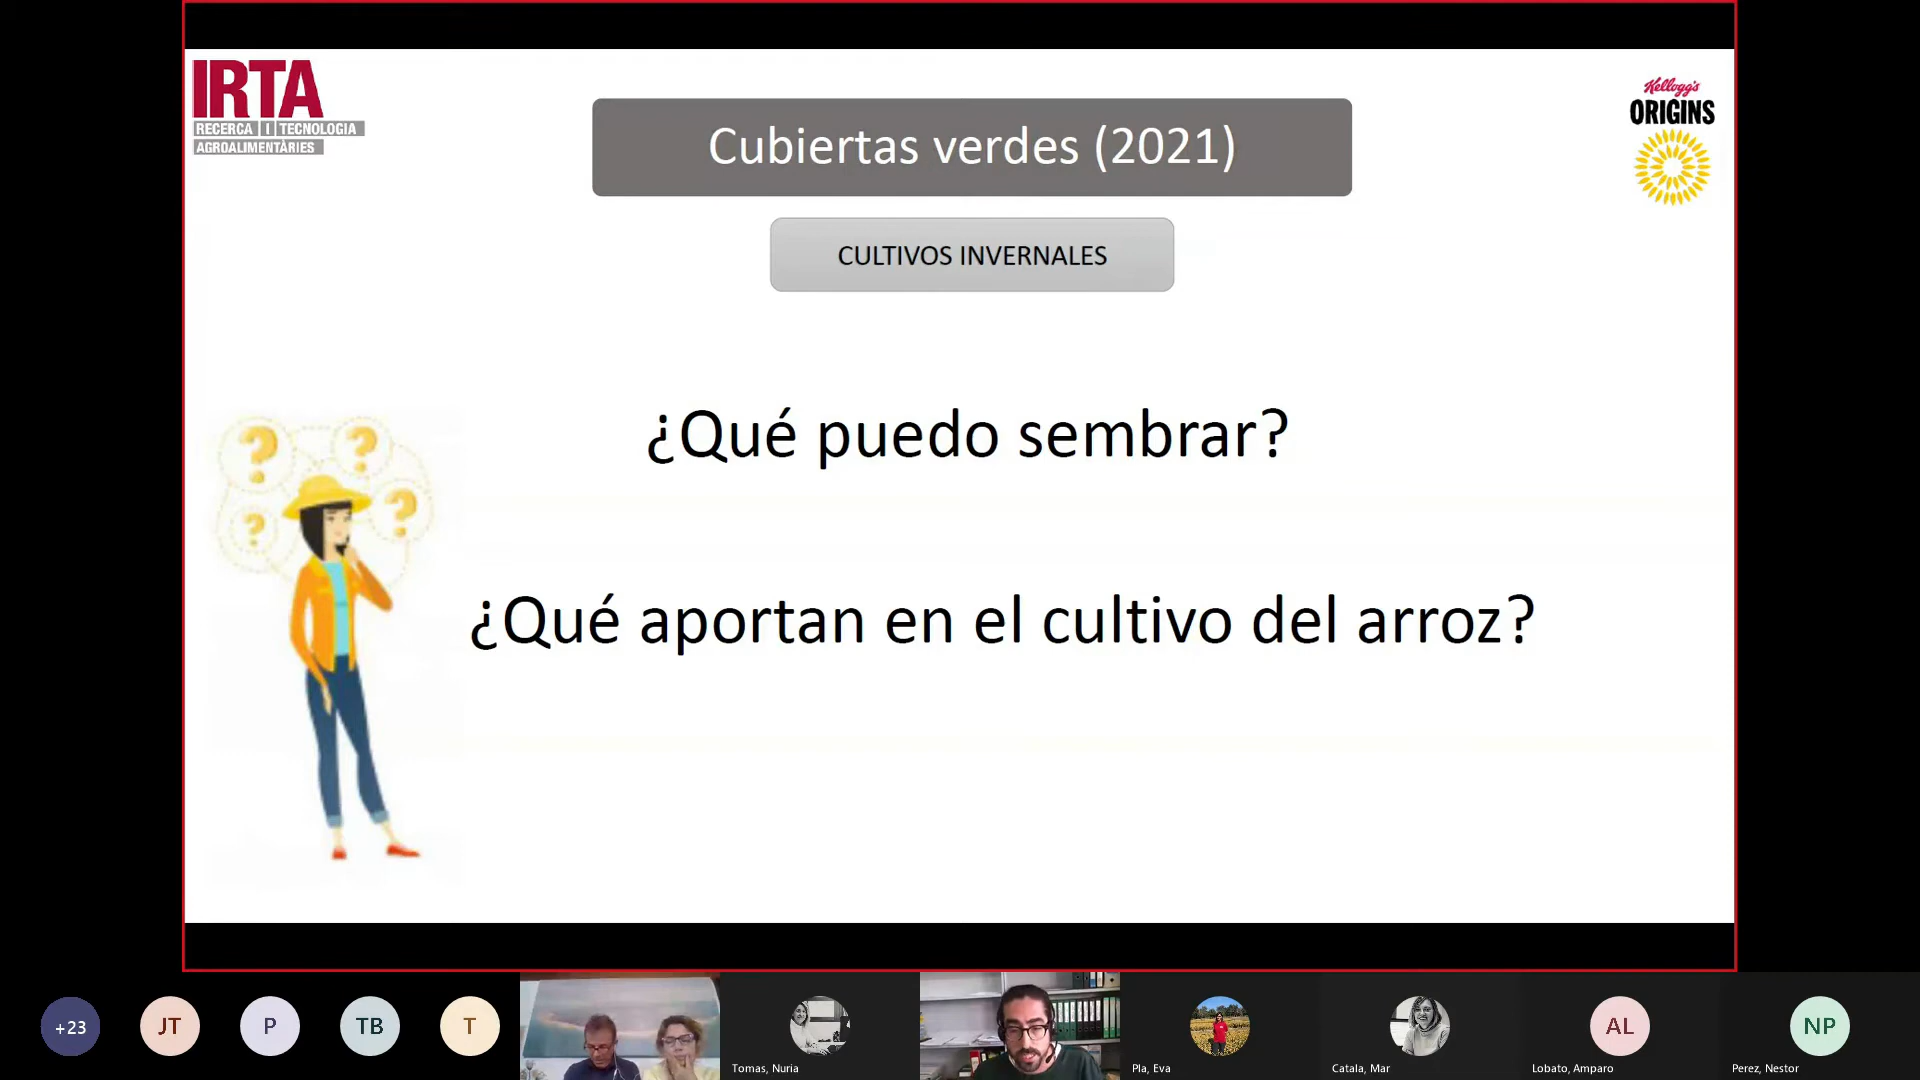 IRTA
RECERCA I TECNOLOGIA
AGROALIMENTÀRIES
Kellogg's
ORIGINS
Cubiertas verdes (2021)
CULTIVOS INVERNALES
¿Qué puedo sembrar?
¿Qué aportan en el cultivo del arroz?
? ? ? ?
+23
JT
P
TB
T
Tomas, Nuria
Pla, Eva
Catala, Mar
AL
Lobato, Amparo
NP
Perez, Nestor